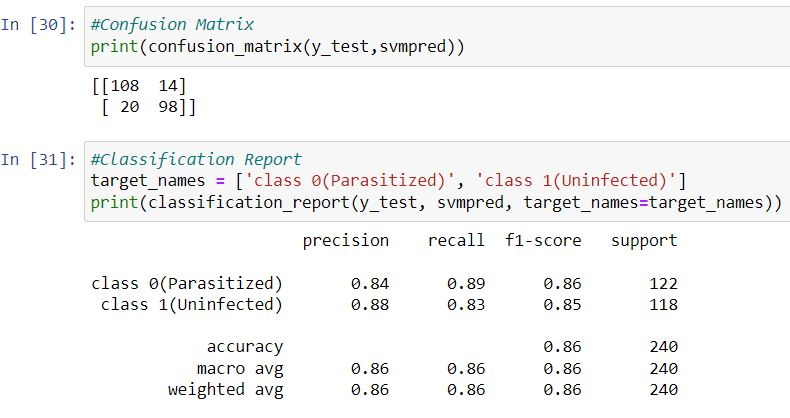 In [30]: #Confusion Matrix
print(confusion_matrix(y_test,svmpred))
[[108  14]
 [ 20  98]]
In [31]: #Classification Report
target_names = ['class 0(Parasitized)', 'class 1(Uninfected)']
print(classification_report(y_test, svmpred, target_names=target_names))
precision    recall  f1-score   support
class 0(Parasitized)       0.84      0.89      0.86       122
class 1(Uninfected)       0.88      0.83      0.85       118
accuracy                           0.86       240
macro avg       0.86      0.86      0.86       240
weighted avg       0.86      0.86      0.86       240